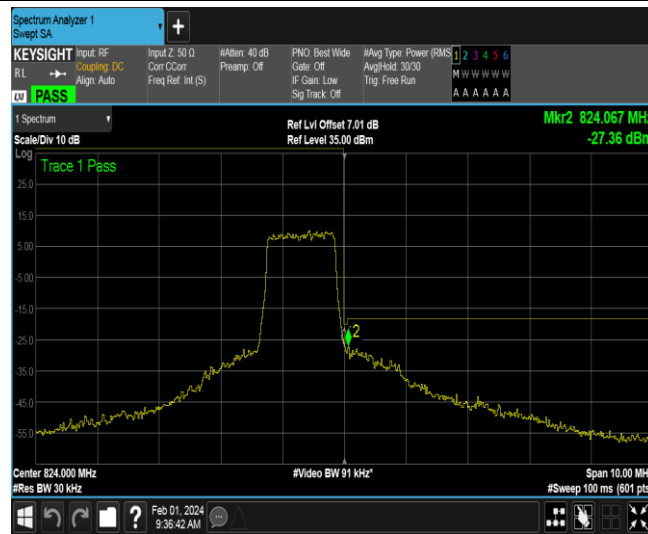 Spectrum Analyzer 1
Swept SA
+
KEYSIGHT Input: RF
RL Coupling: DC
Align: Auto
LXI PASS
Input Z: 50 Ω
Corr CCorr
Freq Ref: Int (S)
#Atten: 40 dB
Preamp: Off
PNO: Best Wide
Gate: Off
IF Gain: Low
Sig Track: Off
#Avg Type: Power (RMS
Avg|Hold: 30/30
Trig: Free Run
1 2 3 4 5 6
M W W W W W
A A A A A A
1 Spectrum
Scale/Div 10 dB
Ref Lvl Offset 7.01 dB
Ref Level 35.00 dBm
Mkr2 824.067 MHz
-27.36 dBm
Log
Trace 1 Pass
25.0
15.0
5.00
-5.00
-15.0
-25.0
-35.0
-45.0
-55.0
2
Center 824.000 MHz
#Res BW 30 kHz
#Video BW 91 kHz*
Span 10.00 MHz
#Sweep 100 ms (601 pts)
?
Feb 01, 2024
9:36:42 AM